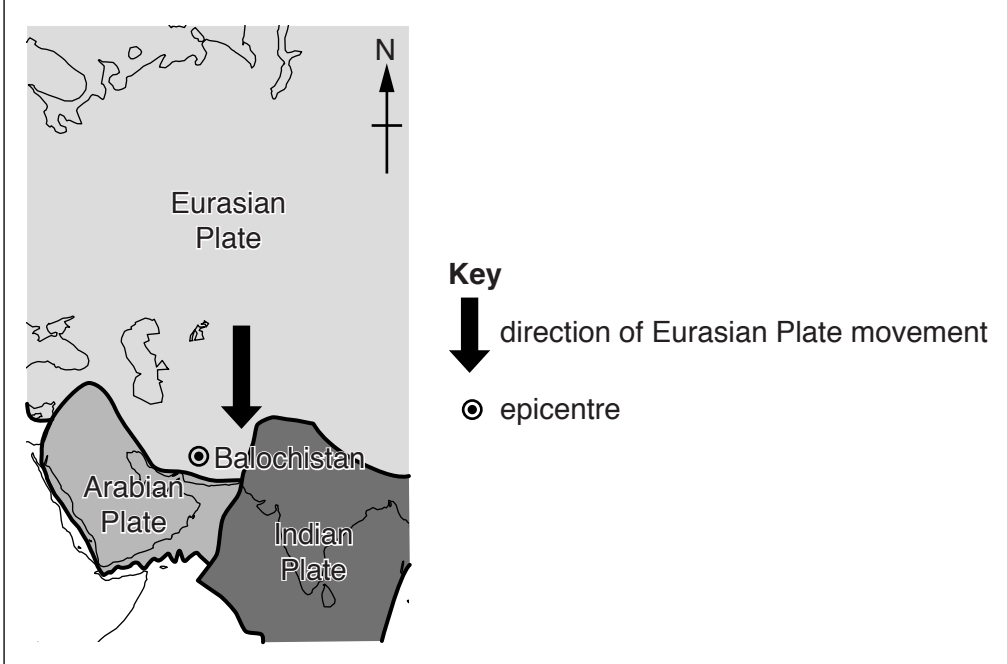 N
Eurasian
Plate
Key
direction of Eurasian Plate movement
epicentre
Balochistan
Arabian
Plate
Indian
Plate